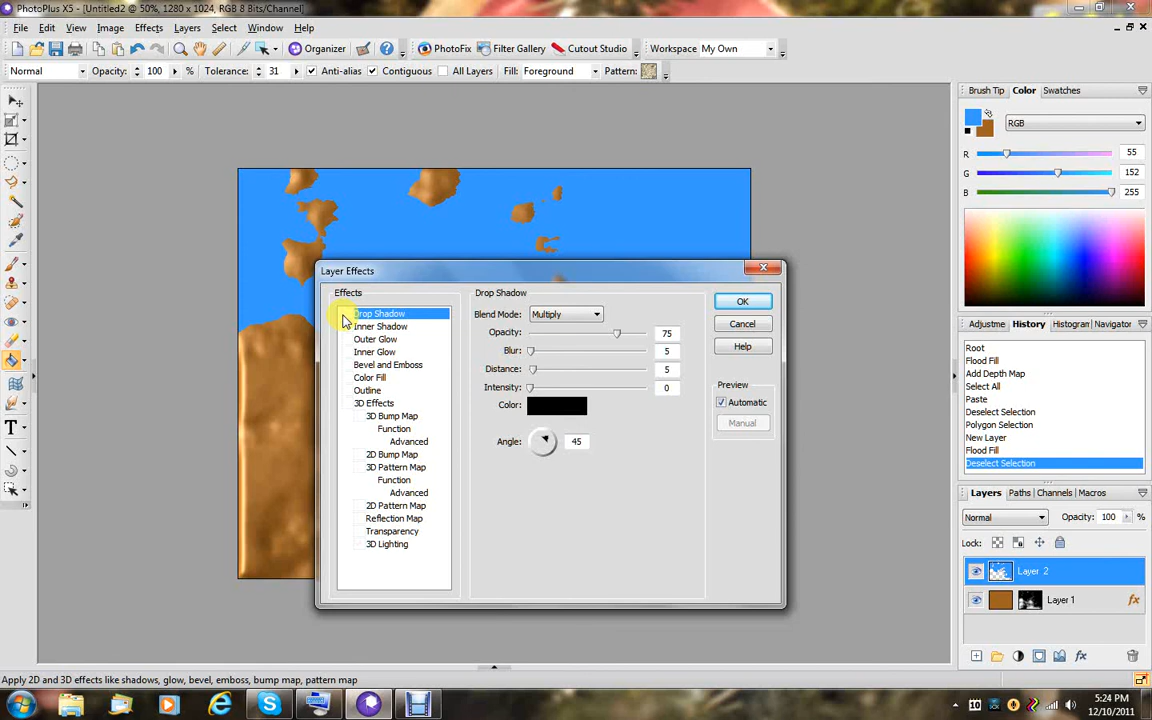 PhotoPlus X5 - [Untitled2] @ 50%, 1280 x 1024, RGB 8 Bits/Channel]
File Edit View Image Effects Layers Select Window Help
Organizer PhotoFix Filter Gallery Cutout Studio Workspace My Own
Normal Opacity: 100 % Tolerance: 31 Anti-alias Contiguous All Layers Fill: Foreground Pattern:
Brush Tip Color Swatches
RGB
R 55
G 152
B 255
Layer Effects
Effects
Drop Shadow
Inner Shadow
Outer Glow
Inner Glow
Bevel and Emboss
Color Fill
Outline
3D Effects
3D Bump Map
Function
Advanced
2D Bump Map
3D Pattern Map
Function
Advanced
2D Pattern Map
Reflection Map
Transparency
3D Lighting
Drop Shadow
Blend Mode: Multiply
Opacity: 75
Blur: 5
Distance: 5
Intensity: 0
Color:
Angle: 45
OK
Cancel
Help
Preview
Automatic
Manual
Adjustme History Histogram Navigator
Root
Flood Fill
Add Depth Map
Select All
Paste
Deselect Selection
Polygon Selection
New Layer
Flood Fill
Deselect Selection
Layers Paths Channels Macros
Normal Opacity: 100 %
Lock:
Layer 2
Layer 1 fx
fx
Apply 2D and 3D effects like shadows, glow, bevel, emboss, bump map, pattern map
10 5:24 PM
12/10/2011